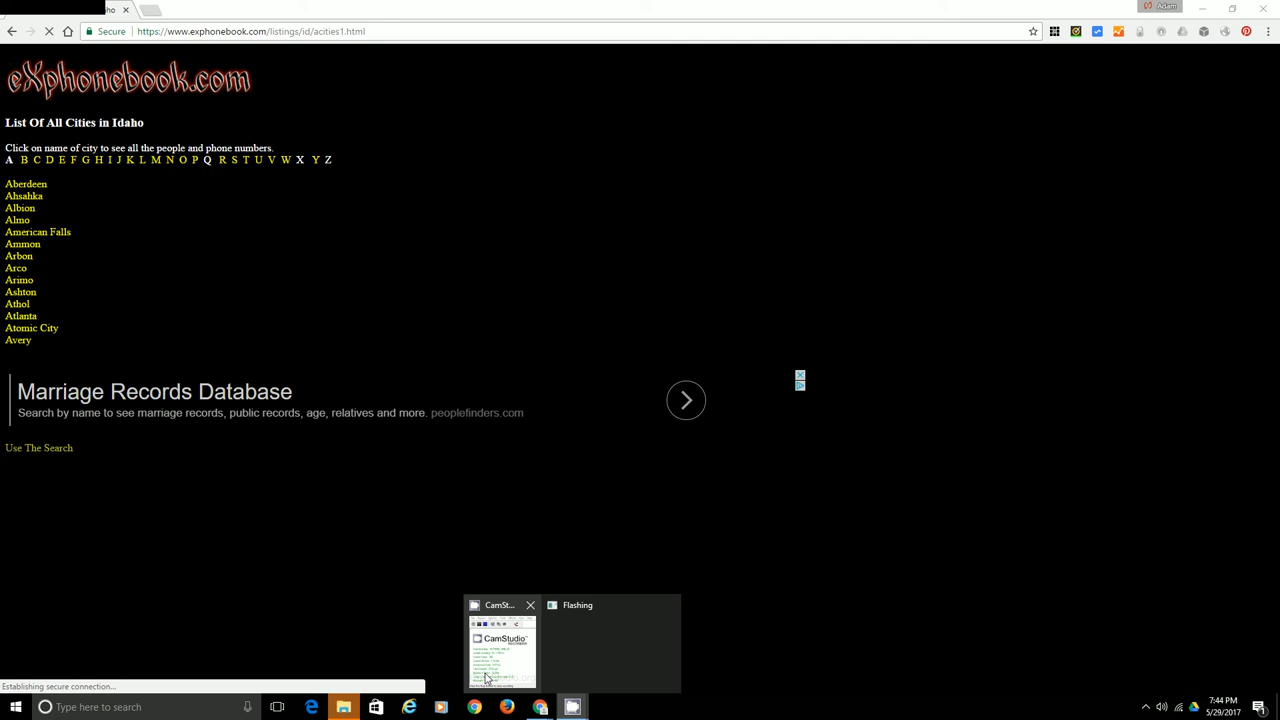 ho
Adam
Secure
https://www.exphonebook.com/listings/id/acities1.html
eXphonebook.com
List Of All Cities in Idaho
Click on name of city to see all the people and phone numbers.
A B C D E F G H I J K L M N O P Q R S T U V W X Y Z
Aberdeen
Ahsahka
Albion
Almo
American Falls
Ammon
Arbon
Arco
Arimo
Ashton
Athol
Atlanta
Atomic City
Avery
Marriage Records Database
Search by name to see marriage records, public records, age, relatives and more. peoplefinders.com
Use The Search
CamSt...
Flashing
CamStudio
Establishing secure connection...
Type here to search
7:44 PM
5/29/2017